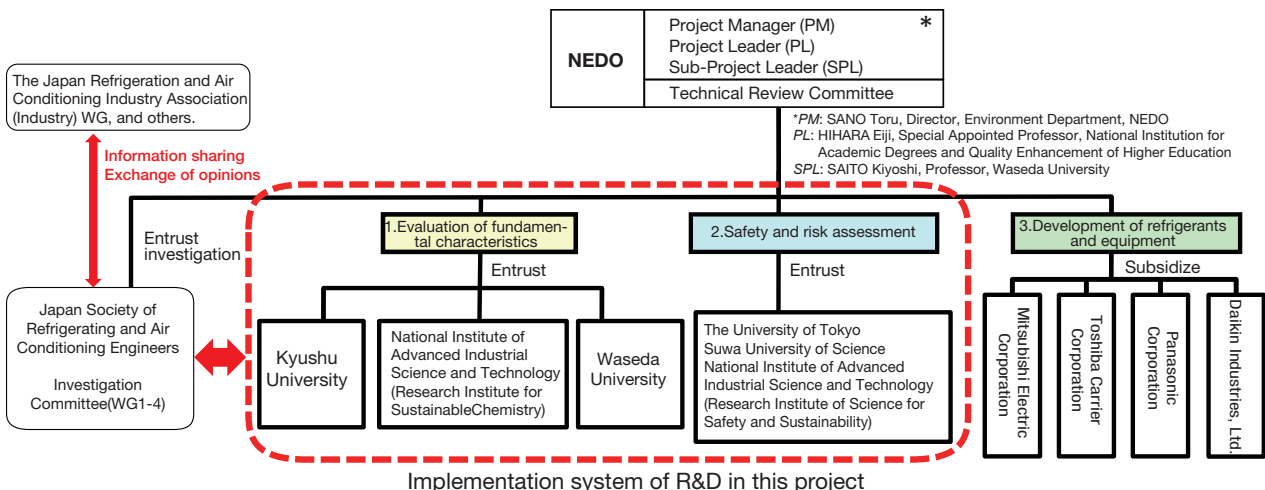 NEDO
Project Manager (PM)
*
Project Leader (PL)
Sub-Project Leader (SPL)
Technical Review Committee
*PM: SANO Toru, Director, Environment Department, NEDO
PL: HIHARA Eiji, Special Appointed Professor, National Institution for
Academic Degrees and Quality Enhancement of Higher Education
SPL: SAITO Kiyoshi, Professor, Waseda University
The Japan Refrigeration and Air
Conditioning Industry Association
(Industry) WG, and others.
Information sharing
Exchange of opinions
Entrust
investigation
Japan Society of
Refrigerating and Air
Conditioning Engineers
Investigation
Committee(WG1-4)
1.Evaluation of fundamen-
tal characteristics
Entrust
Kyushu
University
National Institute of
Advanced Industrial
Science and Technology
(Research Institute for
SustainableChemistry)
Waseda
University
2.Safety and risk assessment
Entrust
The University of Tokyo
Suwa University of Science
National Institute of Advanced
Industrial Science and Technology
(Research Institute of Science for
Safety and Sustainability)
3.Development of refrigerants
and equipment
Subsidize
Mitsubishi Electric
Corporation
Toshiba Carrier
Corporation
Panasonic
Corporation
Daikin Industries, Ltd.
Implementation system of R&D in this project